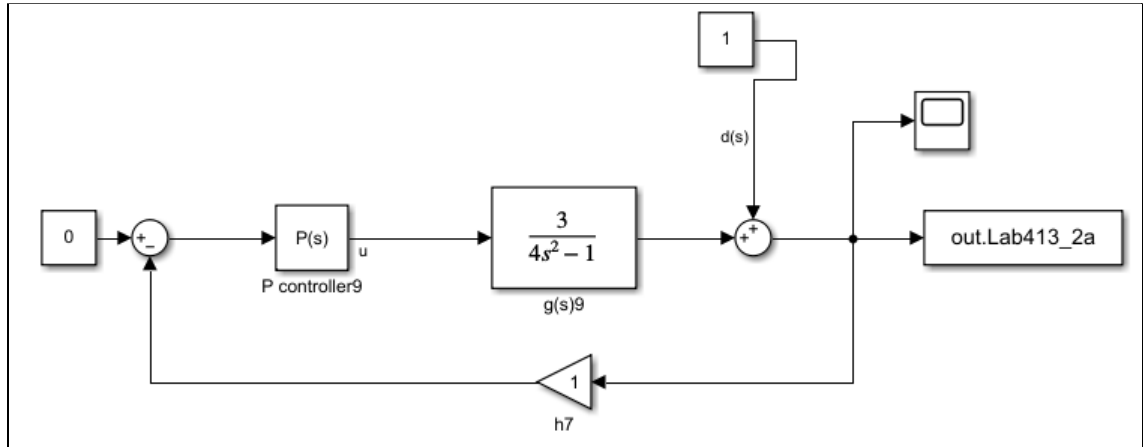 1
d(s)
0
+
−
P(s)
u
P controller9
3
4s² − 1
g(s)9
+
+
out.Lab413_2a
1
h7